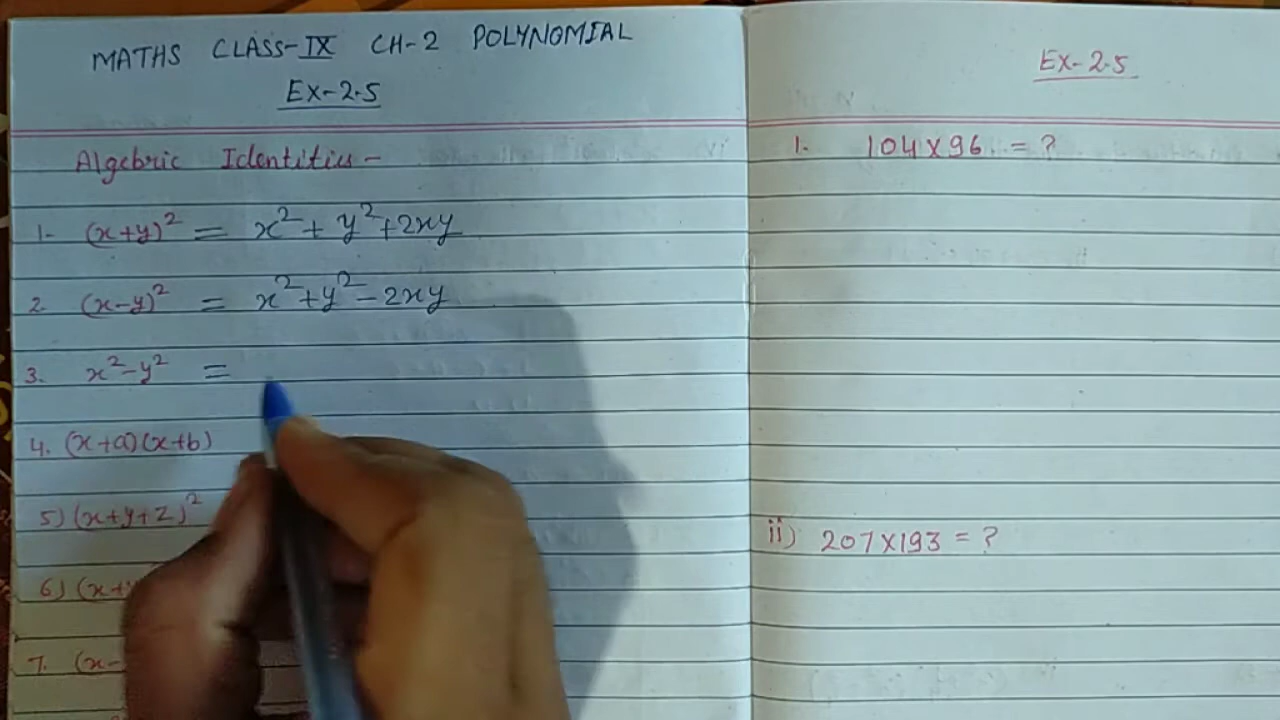 MATHS CLASS-IX CH-2 POLYNOMIAL
EX-2.5
Algebric Identities -
1. (x+y)² = x² + y² + 2xy
2. (x-y)² = x² + y² - 2xy
3. x² - y² =
4. (x+a)(x+b)
5) (x+y+z)²
6) (x+y
7. (x-
EX-2.5
1. 104×96 = ?
ii) 207×193 = ?